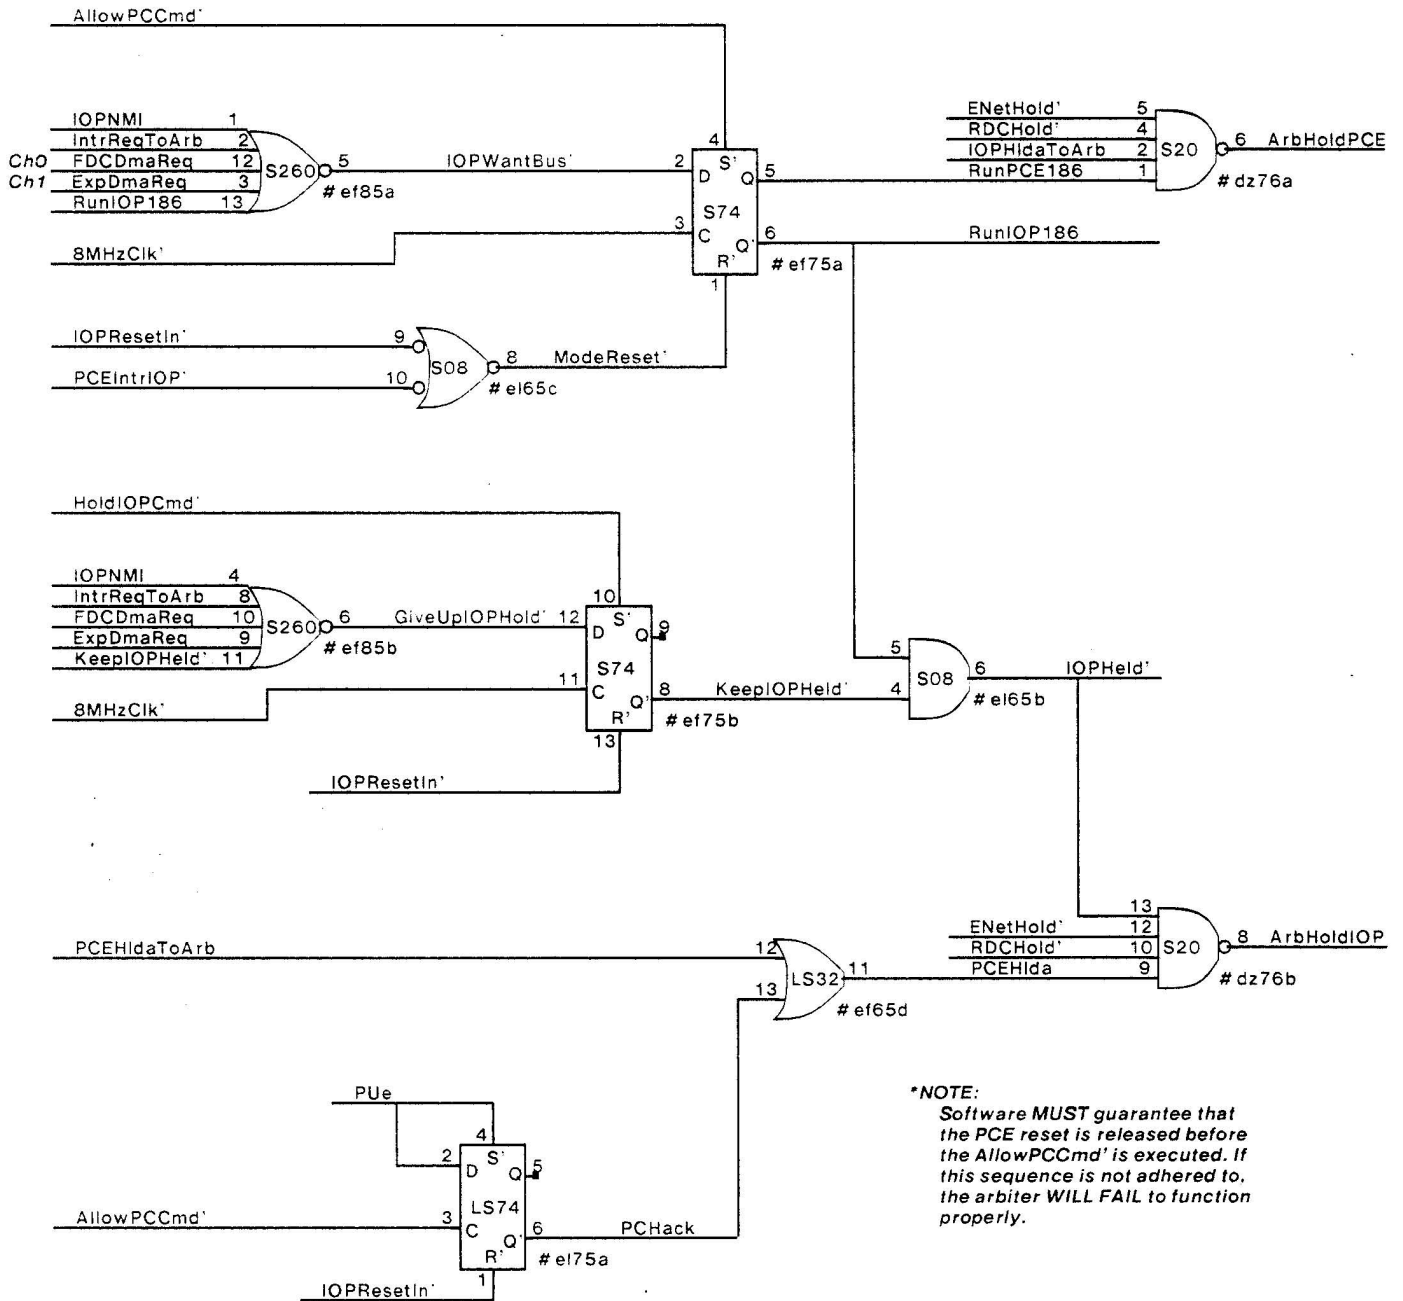 AllowPCCmd'
IOPNMI 1
IntrReqToArb 2
Ch0 FDCDmaReq 12
Ch1 ExpDmaReq 3
RunIOP186 13
S260
5
#ef85a
IOPWantBus'
8MHzClk'
4
2
3
S'
D
Q
S74
C
Q'
R'
1
5
6
#ef75a
ENetHold' 5
RDCHold' 4
IOPHldaToArb 2
RunPCE186 1
S20
6
ArbHoldPCE
#dz76a
RunIOP186
IOPResetIn' 9
PCEIntrIOP' 10
S08
8
ModeReset'
#el65c
HoldIOPCmd'
IOPNMI 4
IntrReqToArb 8
FDCDmaReq 10
ExpDmaReq 9
KeepIOPHeld' 11
S260
6
#ef85b
GiveUpIOPHold' 12
8MHzClk'
10
S'
D
Q
9
S74
11
C
Q'
R'
8
13
#ef75b
KeepIOPHeld' 4
IOPResetIn'
5
S08
6
IOPHeld'
#el65b
PCEHldaToArb 12
13
LS32
11
#ef65d
13
ENetHold' 12
RDCHold' 10
PCEHlda 9
S20
8
ArbHoldIOP
#dz76b
PUe
4
2
S'
D
Q
5
LS74
AllowPCCmd' 3
C
Q'
R'
6
PCHack
#el75a
1
IOPResetIn'
*NOTE:
Software MUST guarantee that
the PCE reset is released before
the AllowPCCmd' is executed. If
this sequence is not adhered to,
the arbiter WILL FAIL to function
properly.